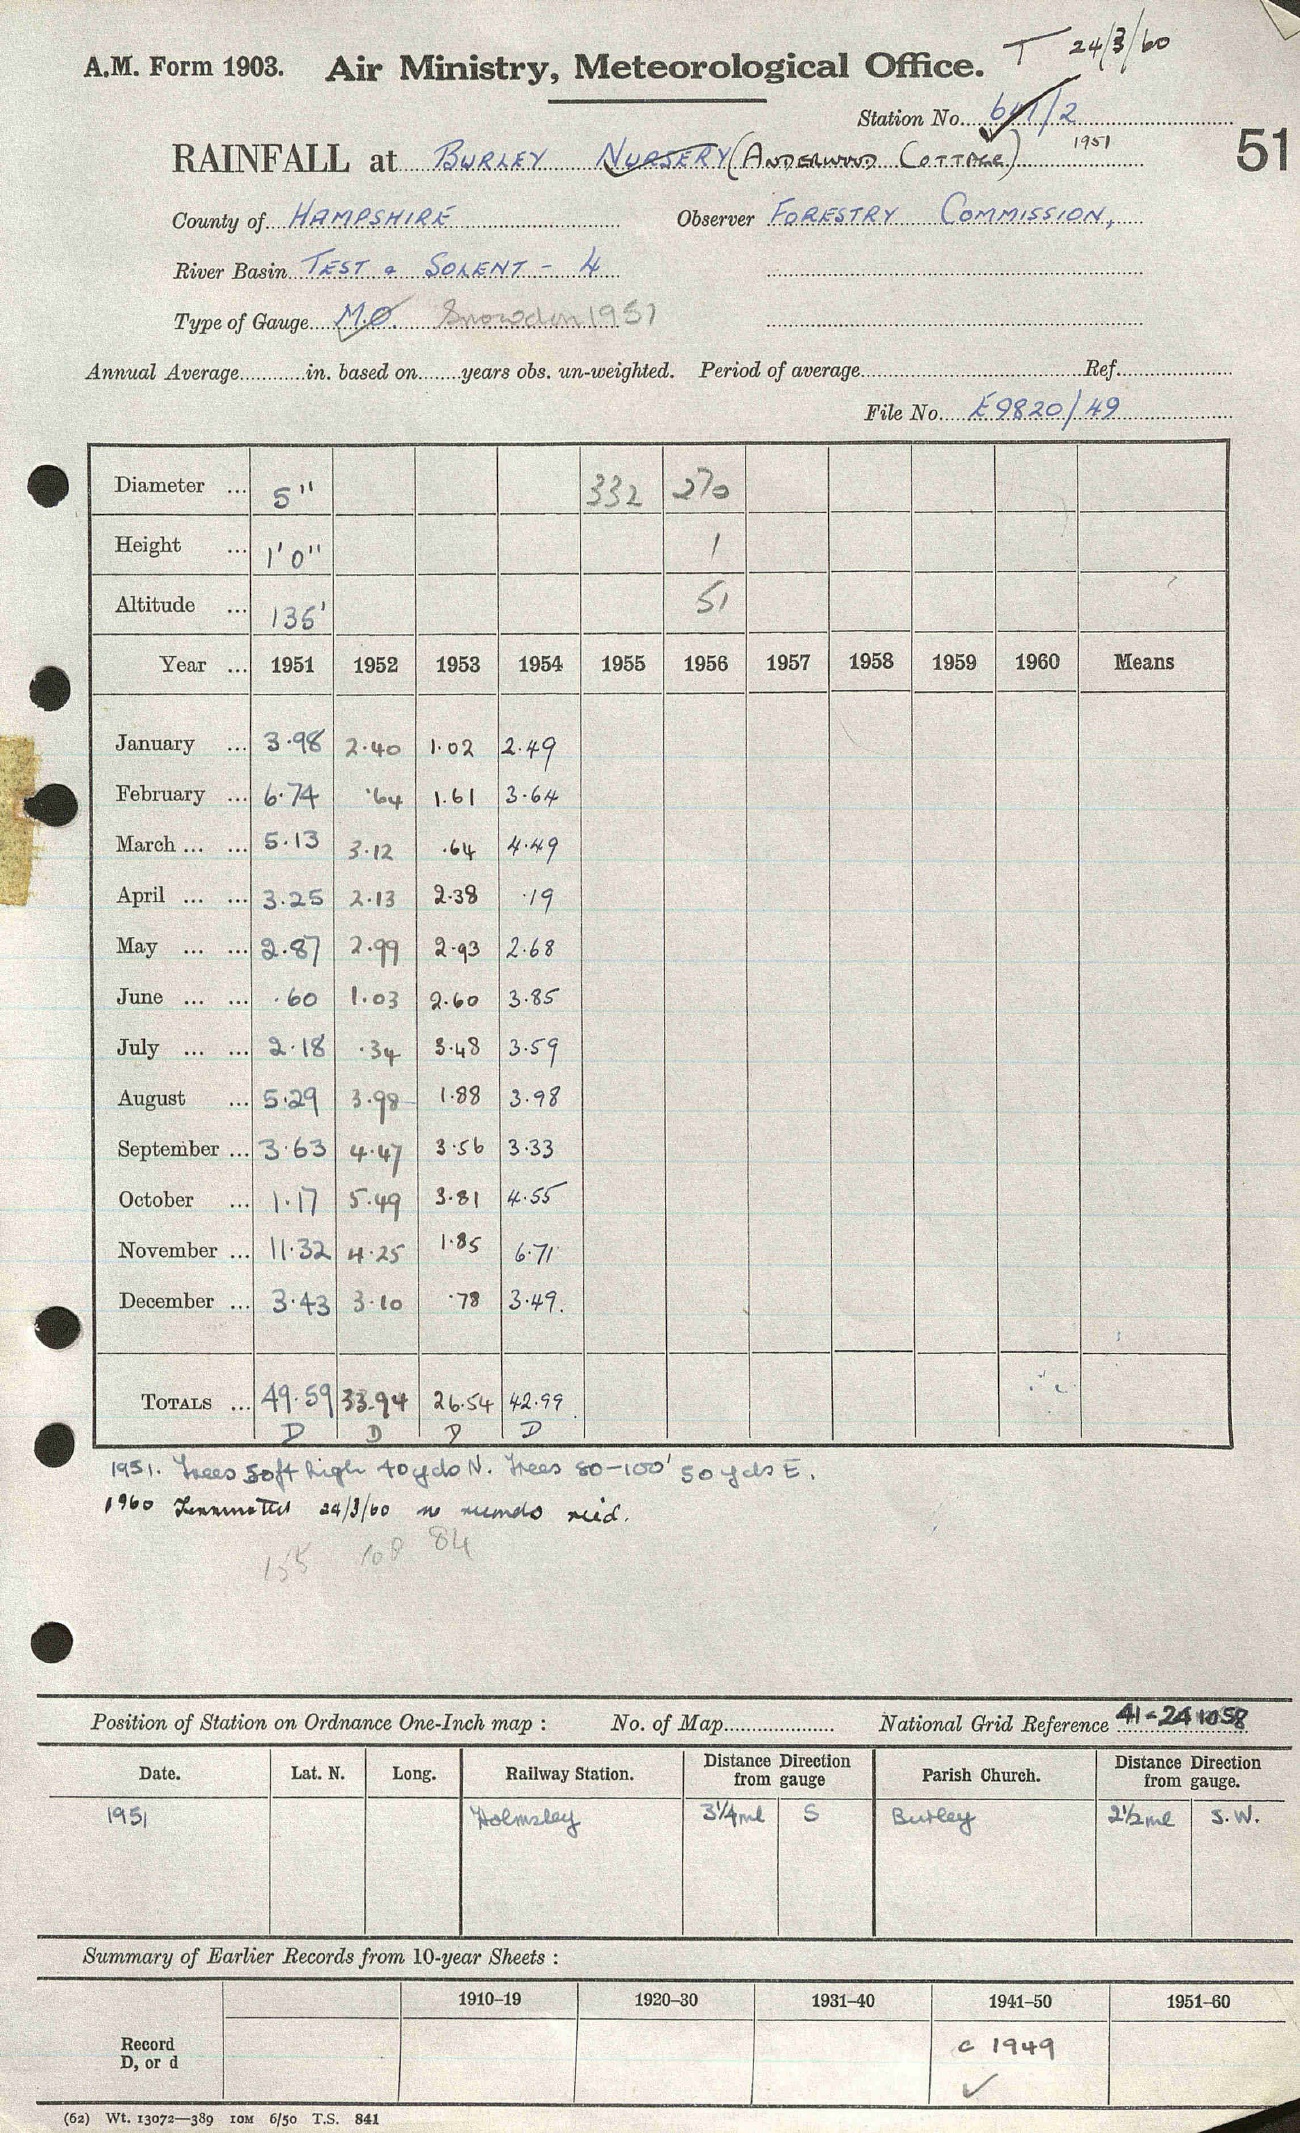 T 24/3/60
A.M. Form 1903. Air Ministry, Meteorological Office.
Station No. 641/2
RAINFALL at BURLEY NURSERY (ANDERWOOD COTTAGE) 1951
51
County of HAMPSHIRE Observer FORESTRY COMMISSION,
River Basin TEST & SOLENT - 4
Type of Gauge M.O. Snowdon 1951
Annual Average in. based on years obs. un-weighted. Period of average Ref.
File No. E9820/49
Diameter ... 5" 332 270
Height ... 1'0" 1
Altitude ... 135' 51
Year ... 1951 1952 1953 1954 1955 1956 1957 1958 1959 1960 Means
January ... 3.98 2.40 1.02 2.49
February ... 6.74 .64 1.61 3.64
March ... ... 5.13 3.12 .64 4.49
April ... ... 3.25 2.13 2.38 .19
May ... ... 2.87 2.99 2.93 2.68
June ... ... .60 1.03 2.60 3.85
July ... ... 2.18 .34 3.48 3.59
August ... 5.29 3.98 1.88 3.98
September ... 3.63 4.47 3.56 3.33
October ... 1.17 5.49 3.81 4.55
November ... 11.32 4.25 1.85 6.71
December ... 3.43 3.10 .78 3.49.
TOTALS ... 49.59 33.94 26.54 42.99
D D D D
1951. Trees 50ft high 40yds N. Trees 80-100' 50 yds E.
1960 Terminated 24/3/60 no records recd.
155 108 84
Position of Station on Ordnance One-Inch map : No. of Map National Grid Reference 41-241058
Date. Lat. N. Long. Railway Station. Distance Direction from gauge Parish Church. Distance Direction from gauge.
1951 Holmsley 3¼ml S Burley 2½ml S.W.
Summary of Earlier Records from 10-year Sheets :
1910–19 1920–30 1931–40 1941–50 1951–60
Record D, or d c 1949
(62) Wt. 13072—389 10M 6/50 T.S. 841